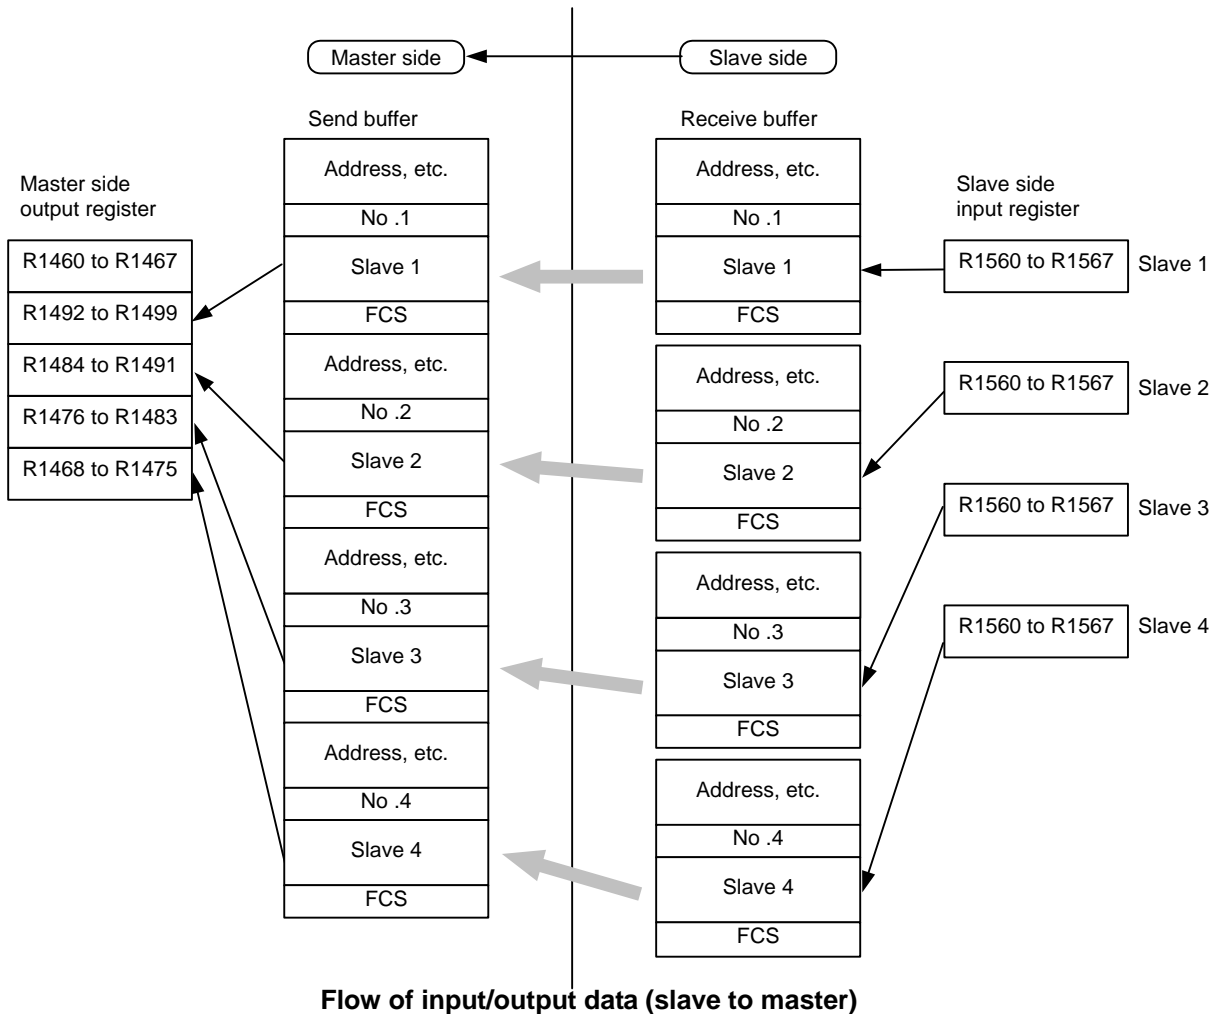 Master side
Slave side
Send buffer
Receive buffer
Master side
output register
R1460 to R1467
R1492 to R1499
R1484 to R1491
R1476 to R1483
R1468 to R1475
Address, etc.
No .1
Slave 1
FCS
Address, etc.
No .2
Slave 2
FCS
Address, etc.
No .3
Slave 3
FCS
Address, etc.
No .4
Slave 4
FCS
Address, etc.
No .1
Slave 1
FCS
Address, etc.
No .2
Slave 2
FCS
Address, etc.
No .3
Slave 3
FCS
Address, etc.
No .4
Slave 4
FCS
Slave side
input register
R1560 to R1567 Slave 1
R1560 to R1567 Slave 2
R1560 to R1567 Slave 3
R1560 to R1567 Slave 4
Flow of input/output data (slave to master)